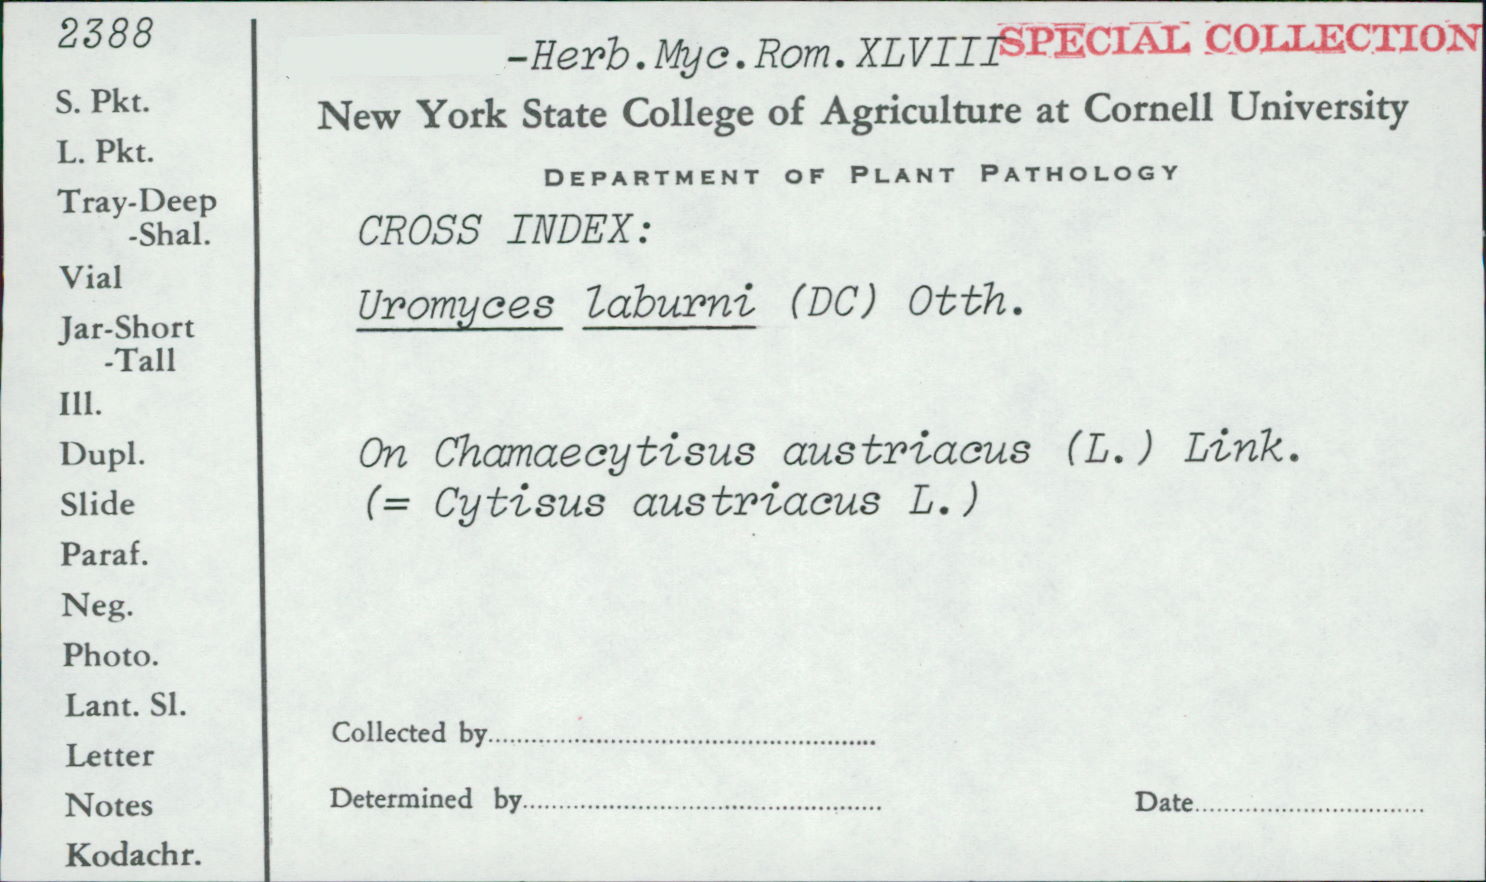 2388
-Herb.Myc.Rom.XLVIII
SPECIAL COLLECTION
New York State College of Agriculture at Cornell University
DEPARTMENT OF PLANT PATHOLOGY
CROSS INDEX:
Uromyces laburni (DC) Otth.
On Chamaecytisus austriacus (L.) Link.
(= Cytisus austriacus L.)
Collected by
Determined by
Date
S. Pkt.
L. Pkt.
Tray-Deep
-Shal.
Vial
Jar-Short
-Tall
Ill.
Dupl.
Slide
Paraf.
Neg.
Photo.
Lant. Sl.
Letter
Notes
Kodachr.